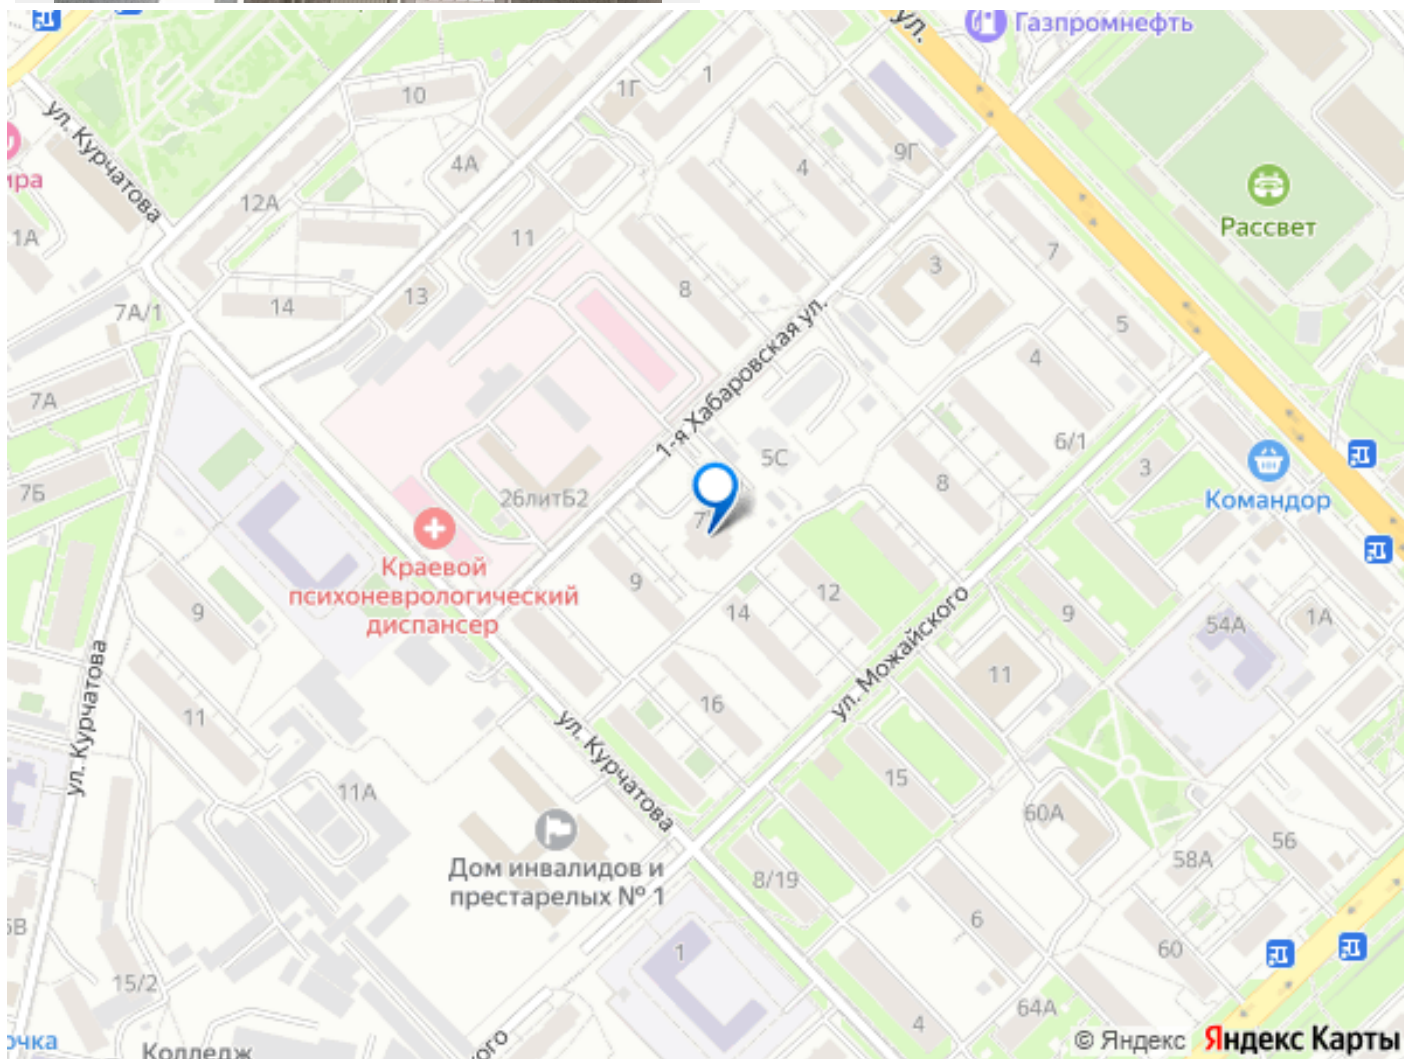 ул.
Газпромнефть
ул. Курчатова
10
1Г
1
4А
4
9Г
1А
12А
11
Рассвет
7
3
8
7А/1
14
13
5
1-я Хабаровская ул.
4
7А
6/1
5С
3
8
Командор
7Б
26литБ2
Краевой
психоневрологический
диспансер
9
9
14
12
9
54А
1А
ул. Можайского
11
ул. Курчатова
11
16
ул. Курчатова
15
11А
60А
56
58А
Дом инвалидов и
престарелых № 1
8/19
6
60
1
15/2
64А
4
© Яндекс Яндекс Карты
Колледж